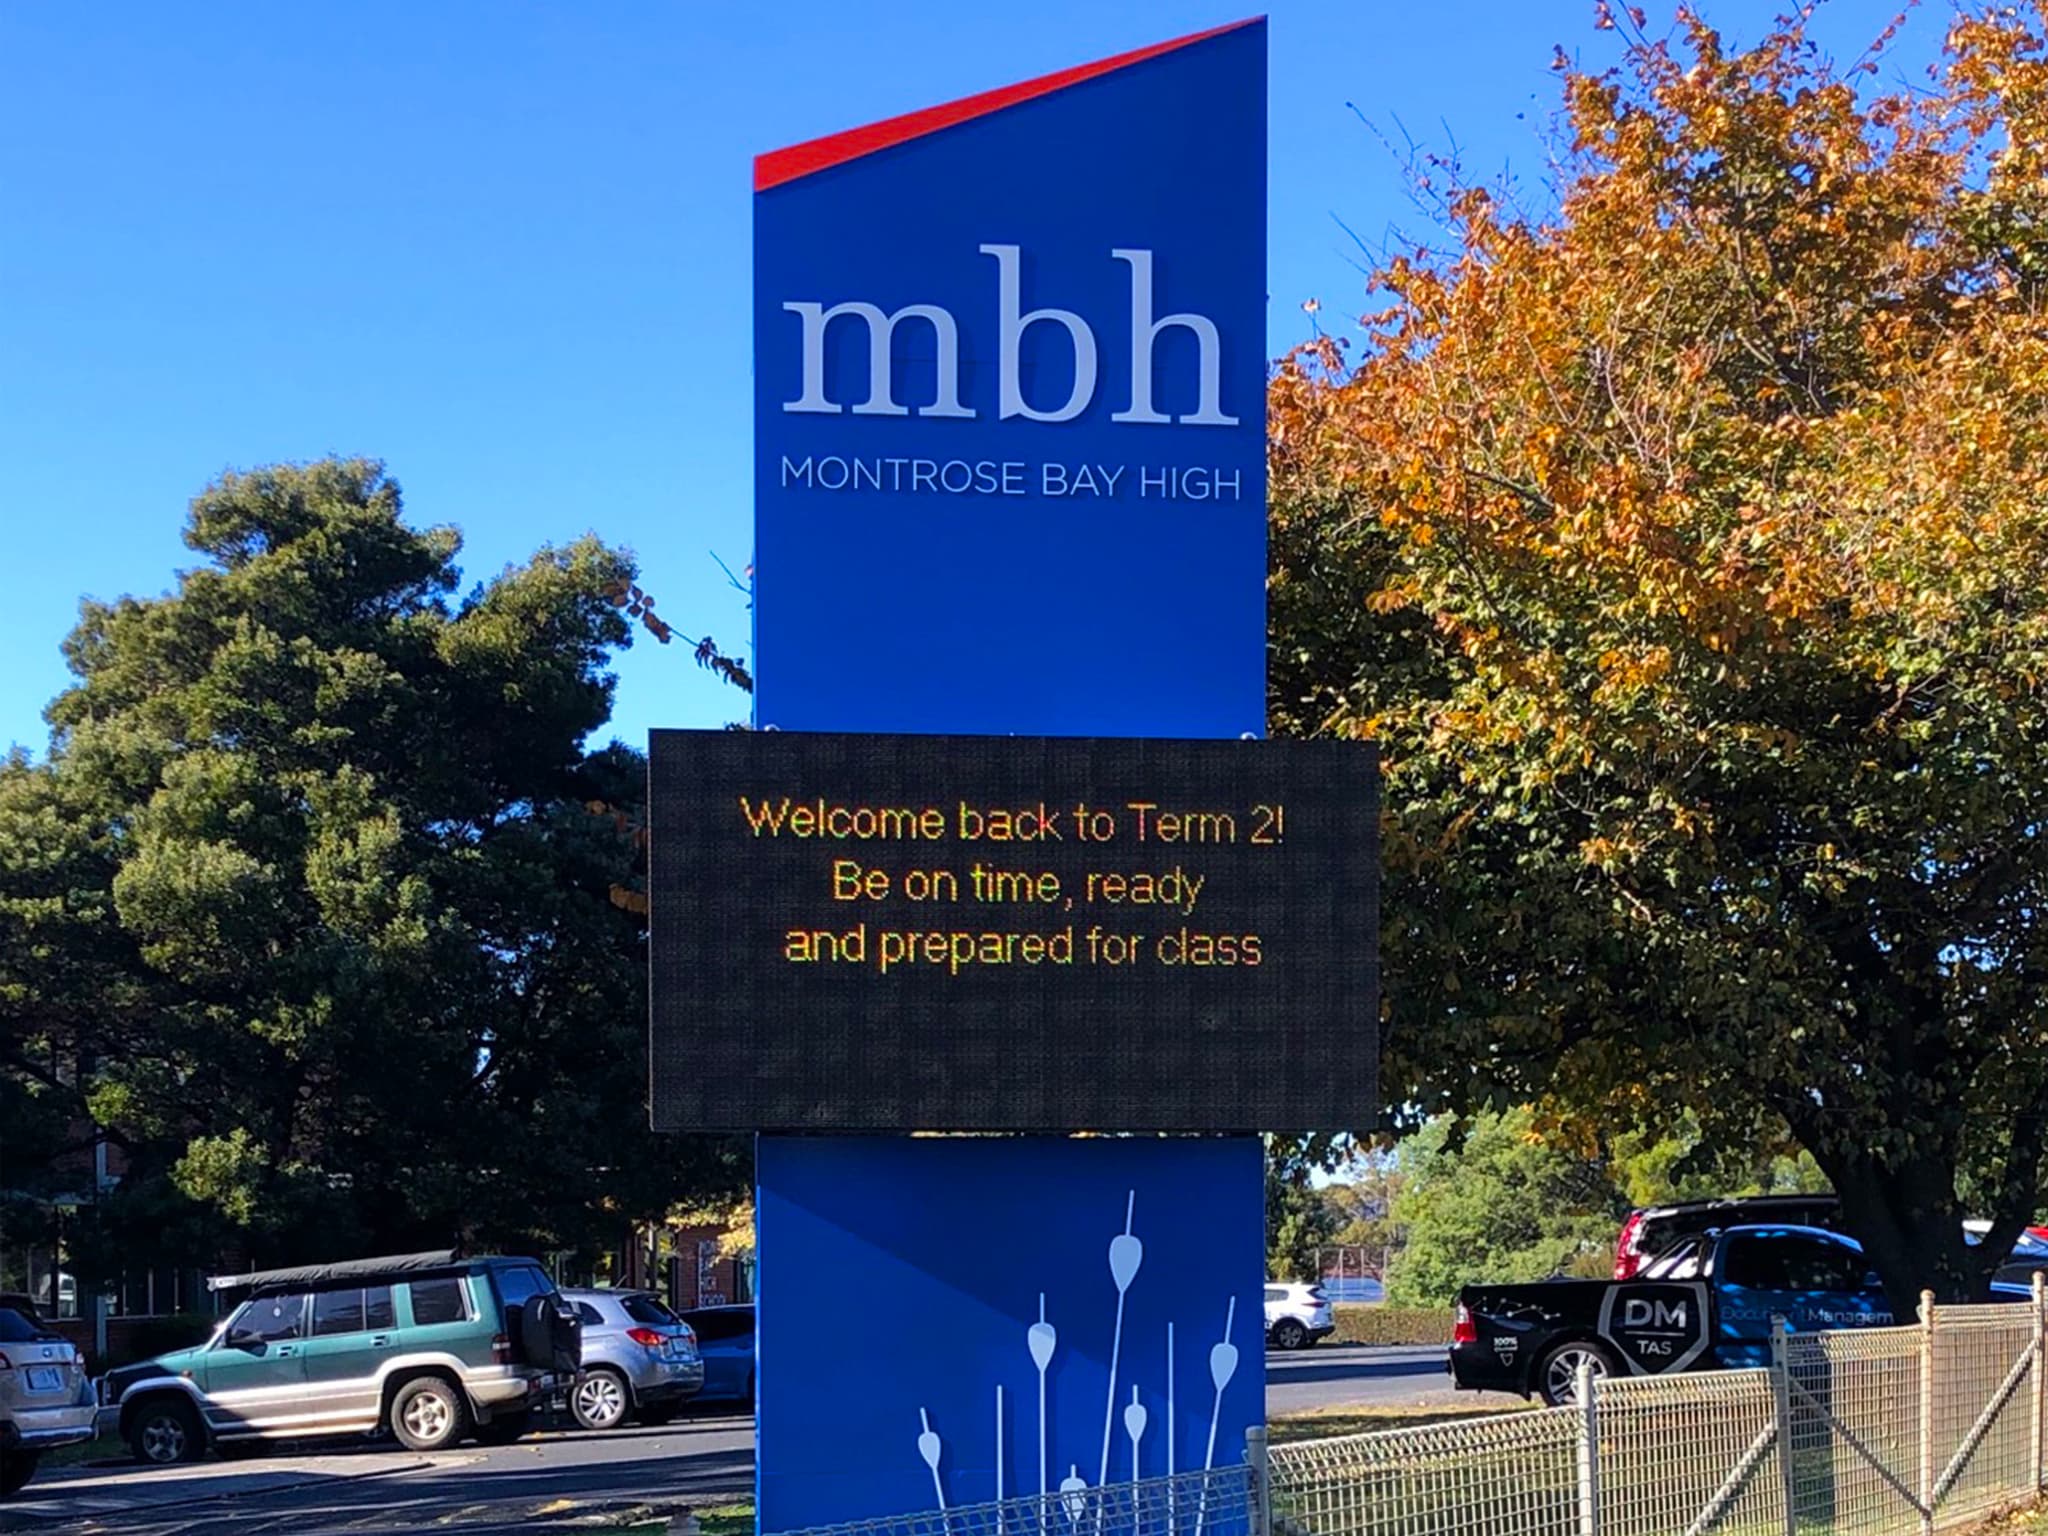 mbh
MONTROSE BAY HIGH
Welcome back to Term 2!
Be on time, ready
and prepared for class
DM
TAS
100%